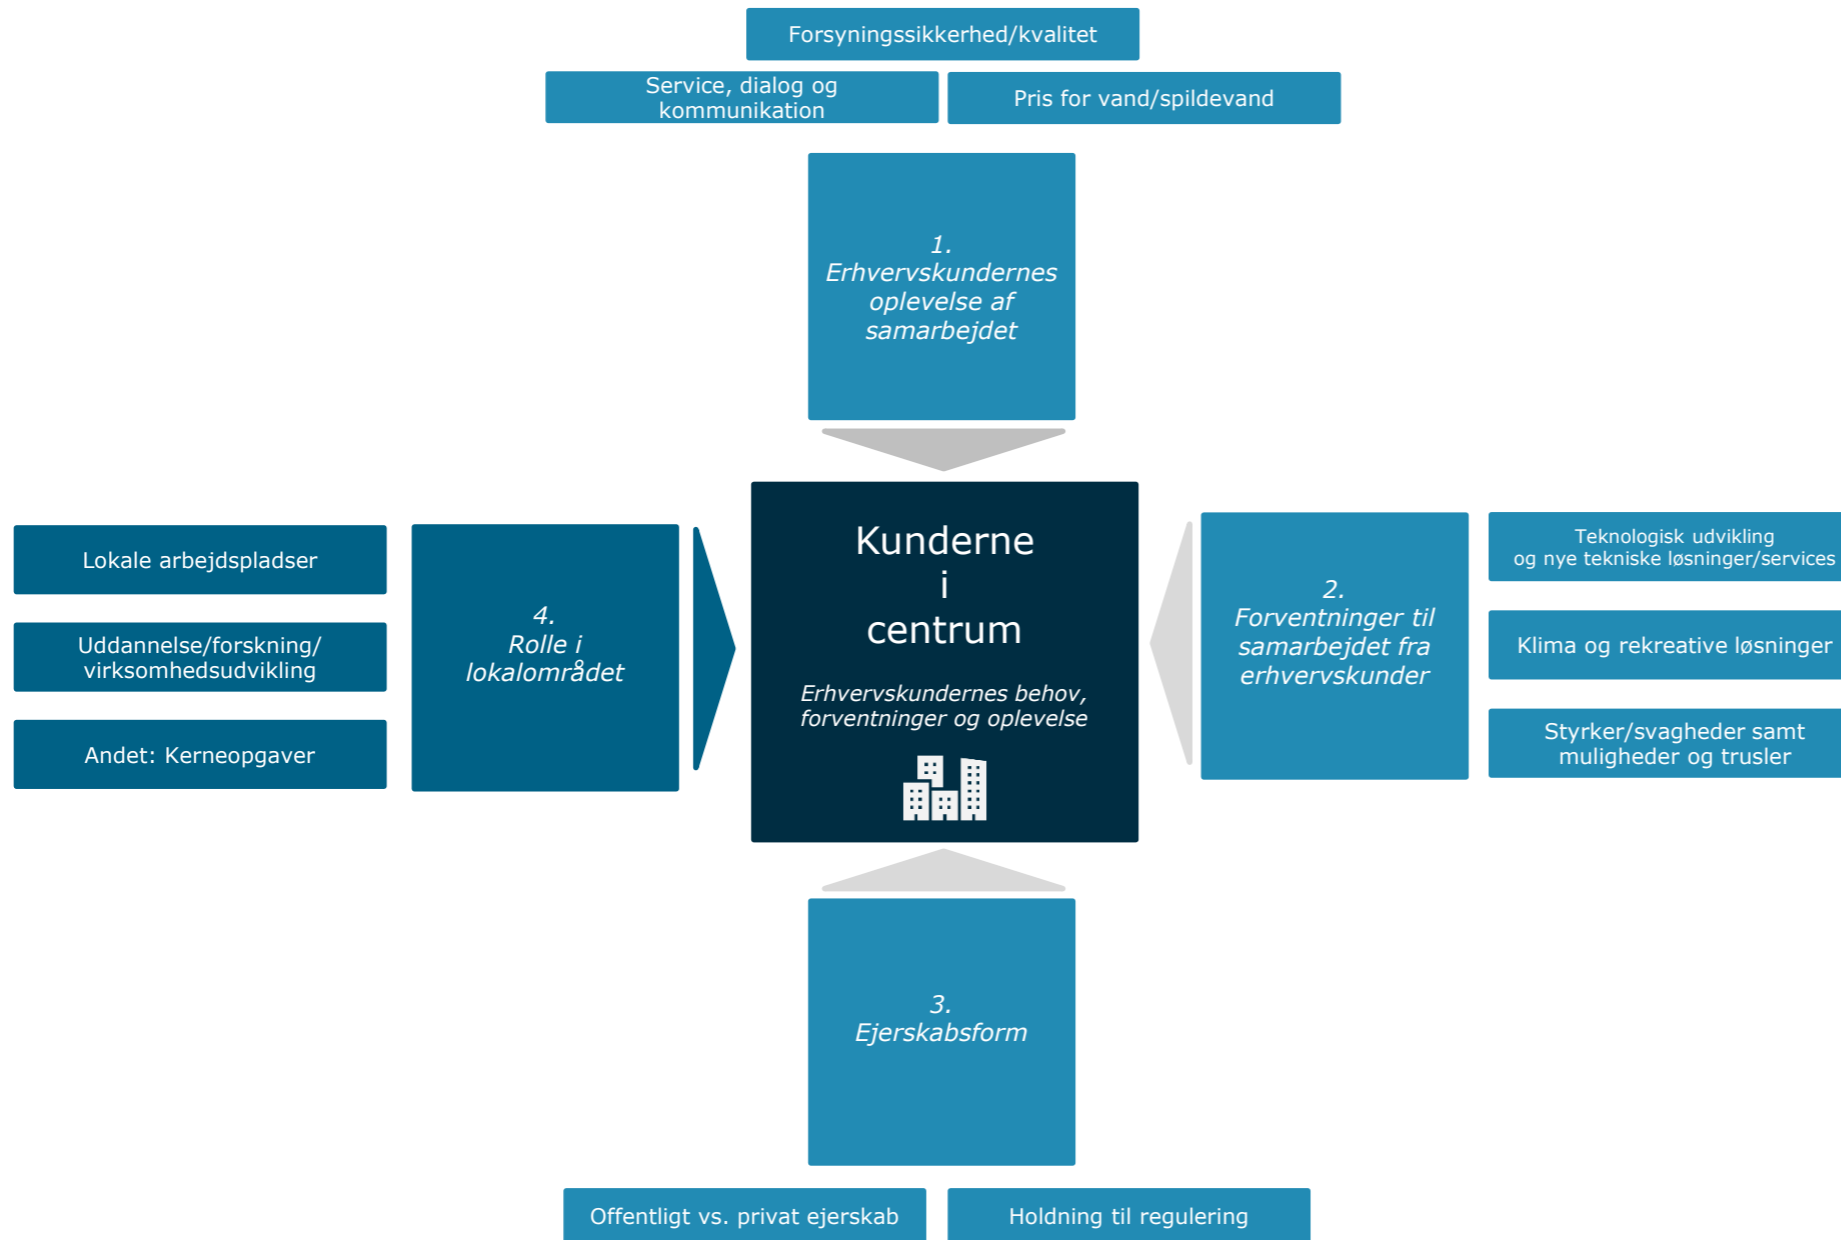 Forsyningssikkerhed/kvalitet
Service, dialog og
kommunikation
Pris for vand/spildevand
1.
Erhvervskundernes
oplevelse af
samarbejdet
Lokale arbejdspladser
Uddannelse/forskning/
virksomhedsudvikling
Andet: Kerneopgaver
4.
Rolle i
lokalområdet
Kunderne
i
centrum
Erhvervskundernes behov,
forventninger og oplevelse
2.
Forventninger til
samarbejdet fra
erhvervskunder
Teknologisk udvikling
og nye tekniske løsninger/services
Klima og rekreative løsninger
Styrker/svagheder samt
muligheder og trusler
3.
Ejerskabsform
Offentligt vs. privat ejerskab
Holdning til regulering